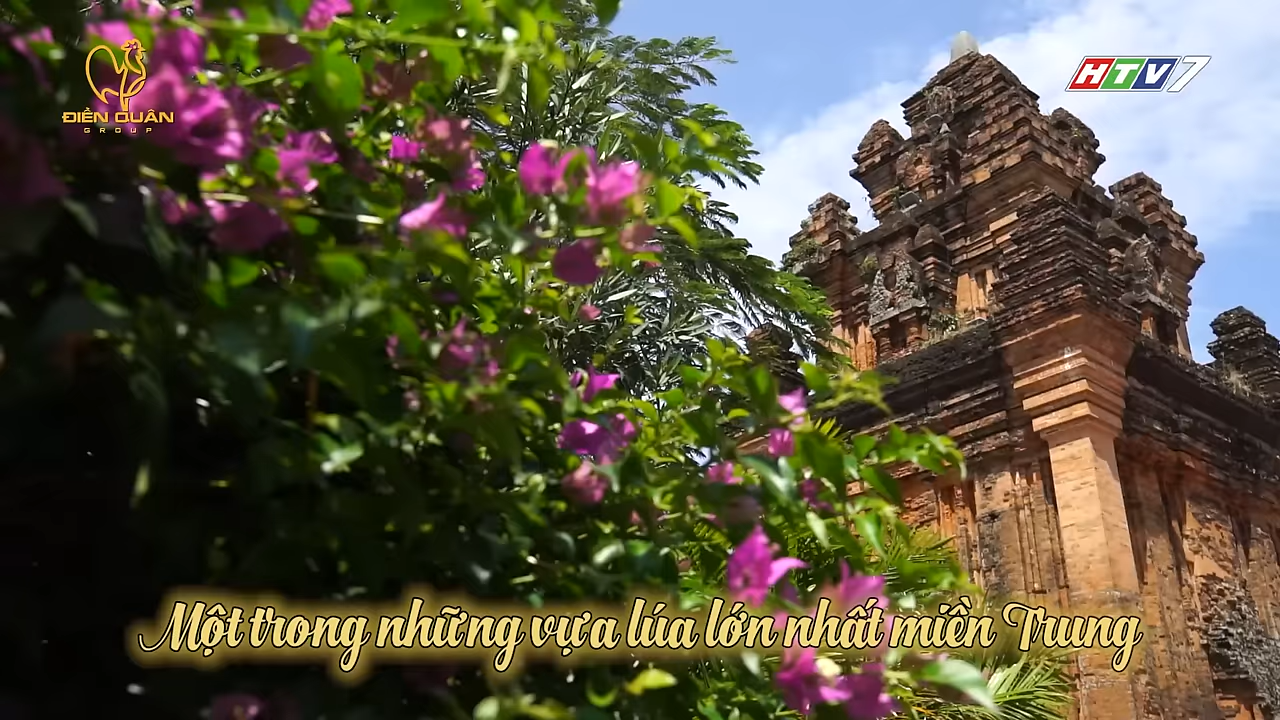 ĐIỀN QUÂN
GROUP
HTV7
Một trong những vựa lúa lớn nhất miền Trung